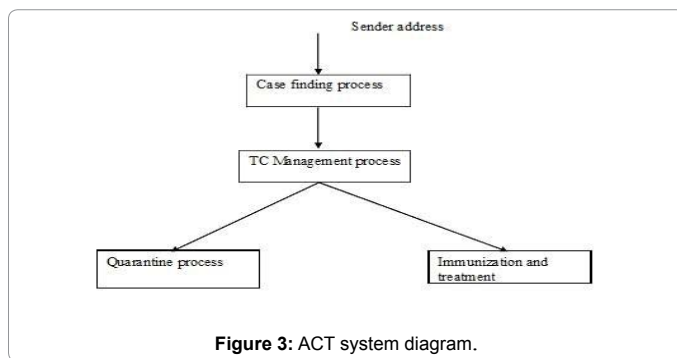 Sender address
Case finding process
TC Management process
Quarantine process
Immunization and
treatment
Figure 3: ACT system diagram.